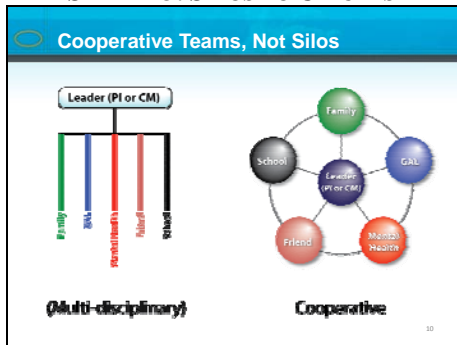 Cooperative Teams, Not Silos
Leader (PI or CM)
Family
GAL
Mental Health
Friend
School
Family
School
GAL
Leader
(PI or CM)
Friend
Mental
Health
(Multi-disciplinary)
Cooperative
10